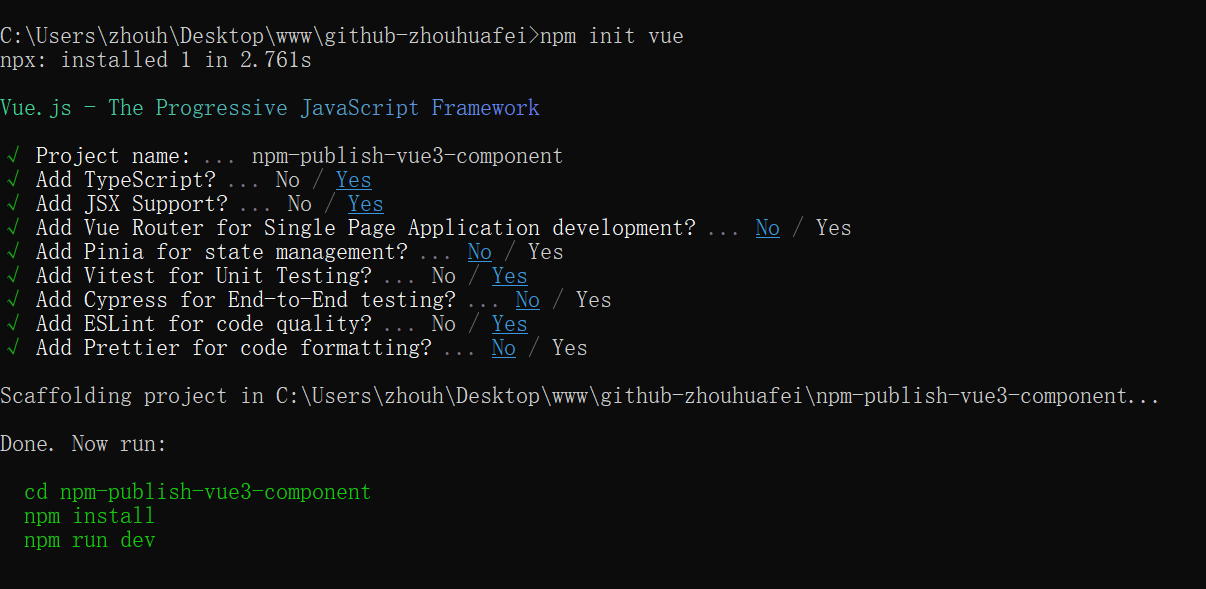 C:\Users\zhouh\Desktop\www\github-zhouhuafei>npm init vue
npx: installed 1 in 2.761s
Vue.js - The Progressive JavaScript Framework
√ Project name: ... npm-publish-vue3-component
√ Add TypeScript? ... No / Yes
√ Add JSX Support? ... No / Yes
√ Add Vue Router for Single Page Application development? ... No / Yes
√ Add Pinia for state management? ... No / Yes
√ Add Vitest for Unit Testing? ... No / Yes
√ Add Cypress for End-to-End testing? ... No / Yes
√ Add ESLint for code quality? ... No / Yes
√ Add Prettier for code formatting? ... No / Yes
Scaffolding project in C:\Users\zhouh\Desktop\www\github-zhouhuafei\npm-publish-vue3-component...
Done. Now run:
cd npm-publish-vue3-component
npm install
npm run dev